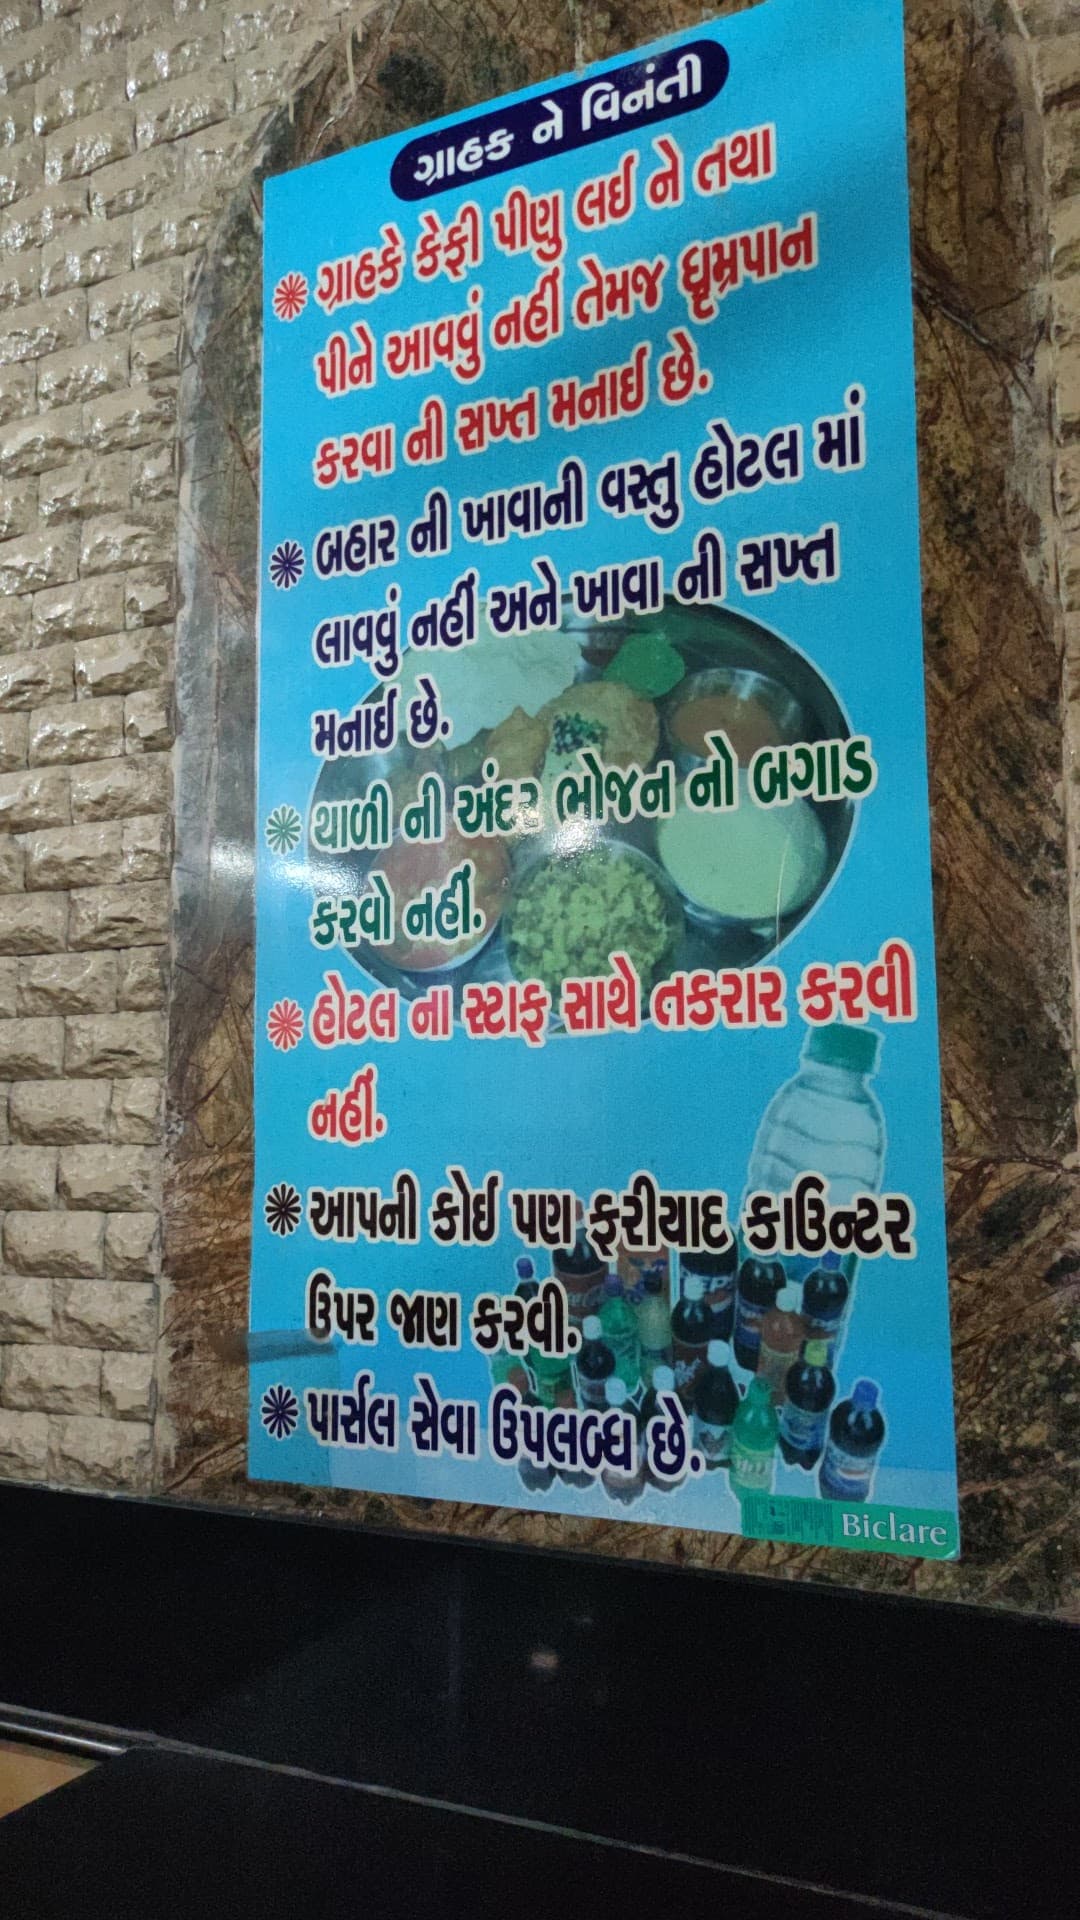 ગ્રાહક ને વિનંતી
ગ્રાહકે કેફી પીણુ લઈ ને તથા
પીને આવવું નહીં તેમજ ધૃમ્રપાન
કરવા ની સખ્ત મનાઈ છે.
બહાર ની ખાવાની વસ્તુ હોટલ માં
લાવવું નહીં અને ખાવા ની સખ્ત
મનાઈ છે.
થાળી ની અંદર ભોજન નો બગાડ
કરવો નહીં.
હોટલ ના સ્ટાફ સાથે તકરાર કરવી
નહીં.
આપની કોઈ પણ ફરીયાદ કાઉન્ટર
ઉપર જાણ કરવી.
પાર્સલ સેવા ઉપલબ્ધ છે.
Biclare